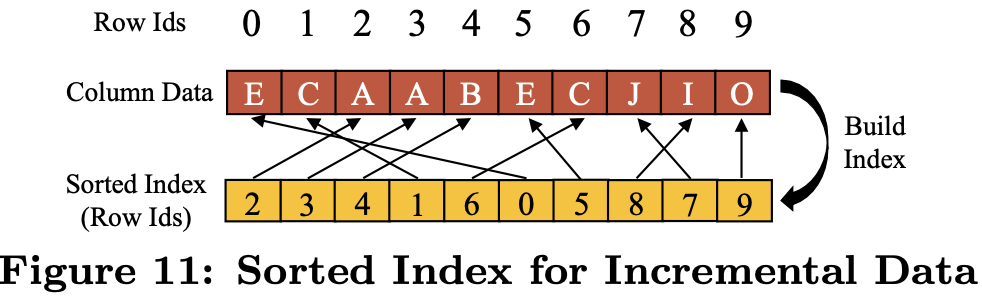 Row Ids 0 1 2 3 4 5 6 7 8 9
Column Data E C A A B E C J I O
Build
Index
Sorted Index
(Row Ids)
2 3 4 1 6 0 5 8 7 9
Figure 11: Sorted Index for Incremental Data